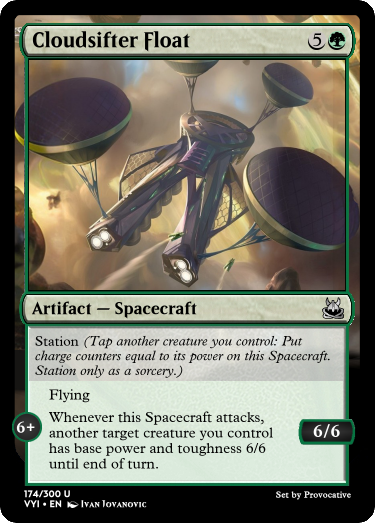 Cloudsifter Float 5
Artifact — Spacecraft
Station (Tap another creature you control: Put
charge counters equal to its power on this Spacecraft.
Station only as a sorcery.)
Flying
6+
Whenever this Spacecraft attacks,
another target creature you control
has base power and toughness 6/6
until end of turn.
6/6
174/300 U
VYI • EN Ivan Jovanovic
Set by Provocative